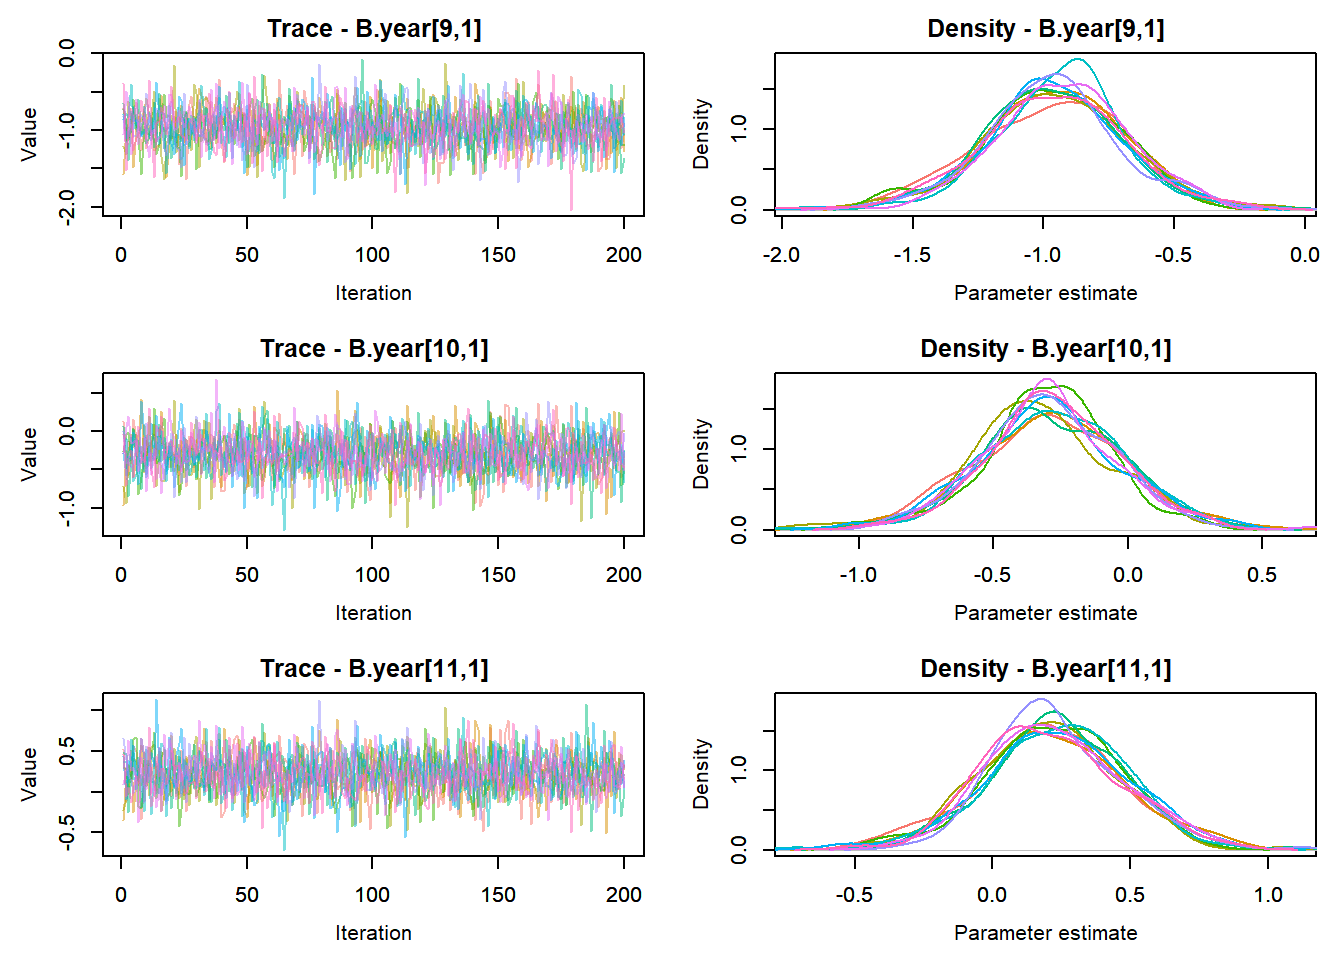 Trace - B.year[9,1]
Value
0.0
-1.0
-2.0
0 50 100 150 200
Iteration
Density - B.year[9,1]
Density
1.0
0.0
-2.0 -1.5 -1.0 -0.5 0.0
Parameter estimate
Trace - B.year[10,1]
Value
0.0
-1.0
0 50 100 150 200
Iteration
Density - B.year[10,1]
Density
1.0
0.0
-1.0 -0.5 0.0 0.5
Parameter estimate
Trace - B.year[11,1]
Value
0.5
-0.5
0 50 100 150 200
Iteration
Density - B.year[11,1]
Density
1.0
0.0
-0.5 0.0 0.5 1.0
Parameter estimate